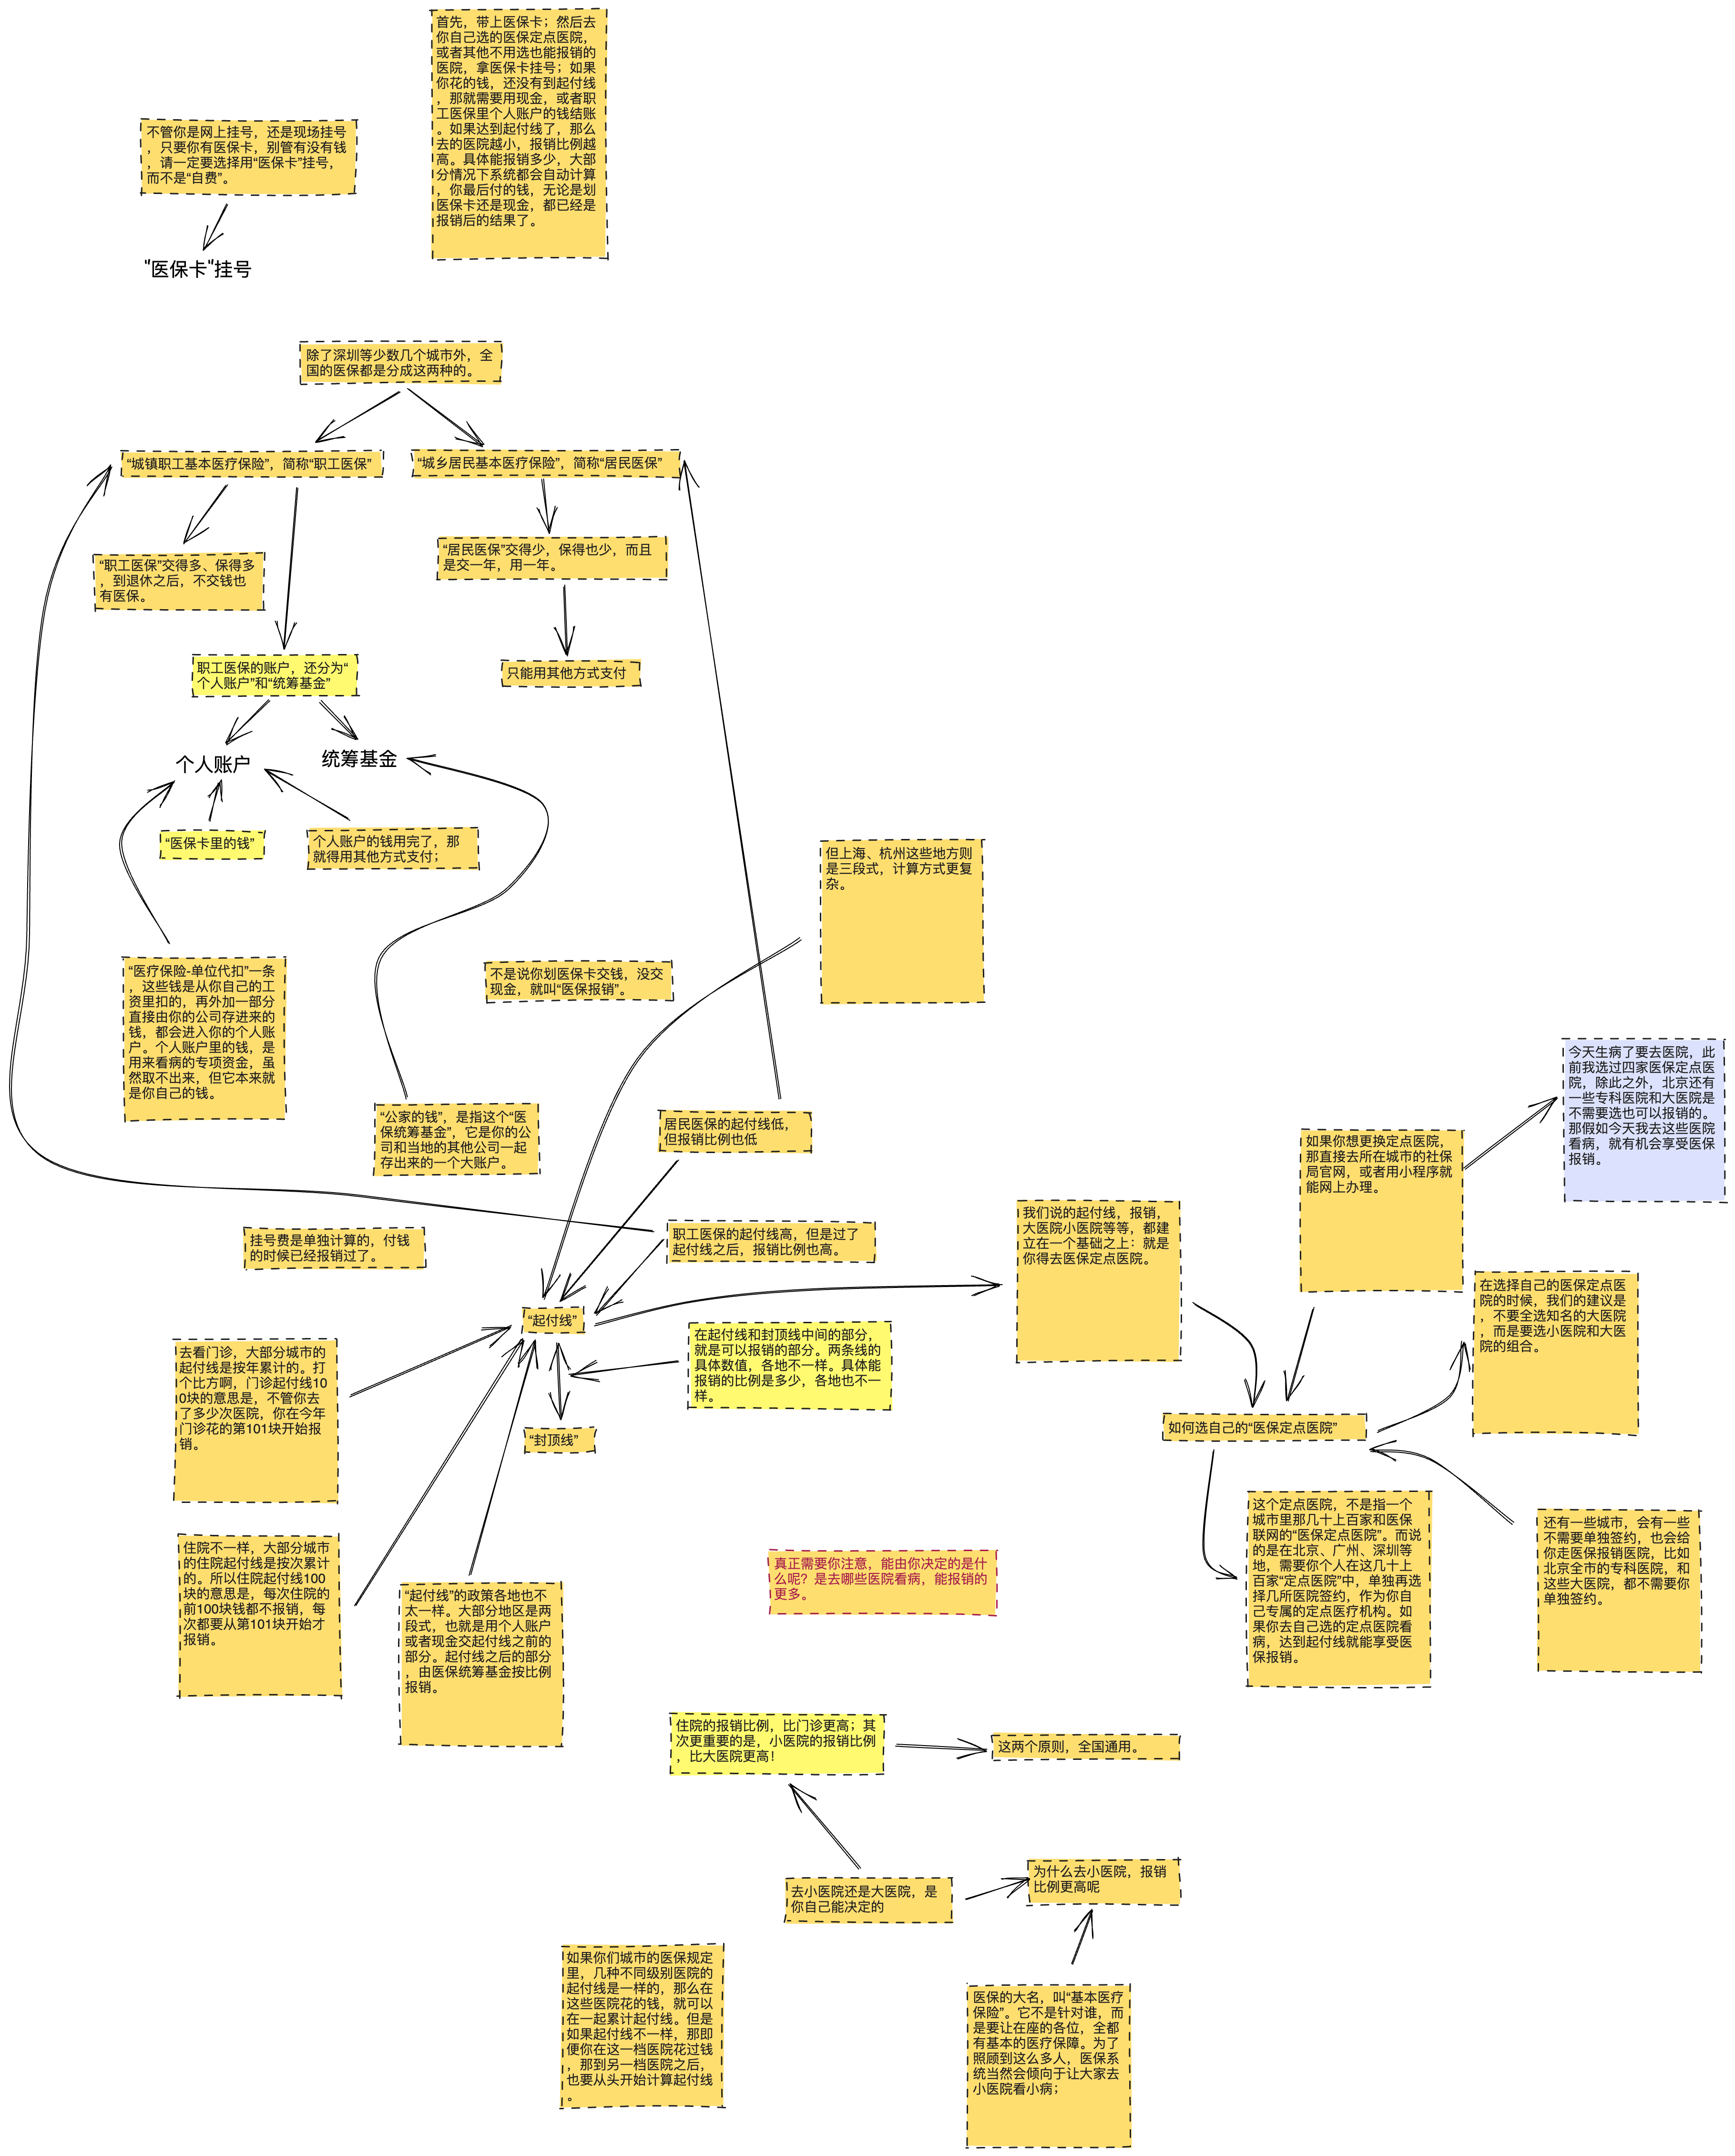 首先，带上医保卡；然后去
你自己选的医保定点医院，
或者其他不用选也能报销的
医院，拿医保卡挂号；如果
你花的钱，还没有到起付线
，那就需要用现金，或者职
工医保里个人账户的钱结账
。如果达到起付线了，那么
去的医院越小，报销比例越
高。具体能报销多少，大部
分情况下系统都会自动计算
，你最后付的钱，无论是划
医保卡还是现金，都已经是
报销后的结果了。
不管你是网上挂号，还是现场挂号
，只要你有医保卡，别管有没有钱
，请一定要选择用“医保卡”挂号，
而不是“自费”。
"医保卡"挂号
除了深圳等少数几个城市外，全
国的医保都是分成这两种的。
“城镇职工基本医疗保险”，简称“职工医保”
“城乡居民基本医疗保险”，简称“居民医保”
“职工医保”交得多、保得多
，到退休之后，不交钱也
有医保。
“居民医保”交得少，保得也少，而且
是交一年，用一年。
职工医保的账户，还分为“
个人账户”和“统筹基金”
只能用其他方式支付
个人账户
统筹基金
“医保卡里的钱”
个人账户的钱用完了，那
就得用其他方式支付；
但上海、杭州这些地方则
是三段式，计算方式更复
杂。
“医疗保险-单位代扣”一条
，这些钱是从你自己的工
资里扣的，再外加一部分
直接由你的公司存进来的
钱，都会进入你的个人账
户。个人账户里的钱，是
用来看病的专项资金，虽
然取不出来，但它本来就
是你自己的钱。
不是说你划医保卡交钱，没交
现金，就叫“医保报销”。
“公家的钱”，是指这个“医
保统筹基金”，它是你的公
司和当地的其他公司一起
存出来的一个大账户。
居民医保的起付线低，
但报销比例也低
今天生病了要去医院，此
前我选过四家医保定点医
院，除此之外，北京还有
一些专科医院和大医院是
不需要选也可以报销的。
那假如今天我去这些医院
看病，就有机会享受医保
报销。
如果你想更换定点医院，
那直接去所在城市的社保
局官网，或者用小程序就
能网上办理。
我们说的起付线，报销，
大医院小医院等等，都建
立在一个基础之上：就是
你得去医保定点医院。
挂号费是单独计算的，付钱
的时候已经报销过了。
职工医保的起付线高，但是过了
起付线之后，报销比例也高。
在选择自己的医保定点医
院的时候，我们的建议是
，不要全选知名的大医院
，而是要选小医院和大医
院的组合。
“起付线”
在起付线和封顶线中间的部分，
就是可以报销的部分。两条线的
具体数值，各地不一样。具体能
报销的比例是多少，各地也不一
样。
去看门诊，大部分城市的
起付线是按年累计的。打
个比方啊，门诊起付线10
0块的意思是，不管你去
了多少次医院，你在今年
门诊花的第101块开始报
销。
“封顶线”
如何选自己的“医保定点医院”
住院不一样，大部分城市
的住院起付线是按次累计
的。所以住院起付线100
块的意思是，每次住院的
前100块钱都不报销，每
次都要从第101块开始才
报销。
“起付线”的政策各地也不
太一样。大部分地区是两
段式，也就是用个人账户
或者现金交起付线之前的
部分。起付线之后的部分
，由医保统筹基金按比例
报销。
真正需要你注意，能由你决定的是什
么呢？是去哪些医院看病，能报销的
更多。
这个定点医院，不是指一个
城市里那几十上百家和医保
联网的“医保定点医院”。而说
的是在北京、广州、深圳等
地，需要你个人在这几十上
百家“定点医院”中，单独再选
择几所医院签约，作为你自
己专属的定点医疗机构。如
果你去自己选的定点医院看
病，达到起付线就能享受医
保报销。
还有一些城市，会有一些
不需要单独签约，也会给
你走医保报销医院，比如
北京全市的专科医院，和
这些大医院，都不需要你
单独签约。
住院的报销比例，比门诊更高；其
次更重要的是，小医院的报销比例
，比大医院更高！
这两个原则，全国通用。
去小医院还是大医院，是
你自己能决定的
为什么去小医院，报销
比例更高呢
如果你们城市的医保规定
里，几种不同级别医院的
起付线是一样的，那么在
这些医院花的钱，就可以
在一起累计起付线。但是
如果起付线不一样，那即
便你在这一档医院花过钱
，那到另一档医院之后，
也要从头开始计算起付线
。
医保的大名，叫“基本医疗
保险”。它不是针对谁，而
是要让在座的各位，全都
有基本的医疗保障。为了
照顾到这么多人，医保系
统当然会倾向于让大家去
小医院看小病；